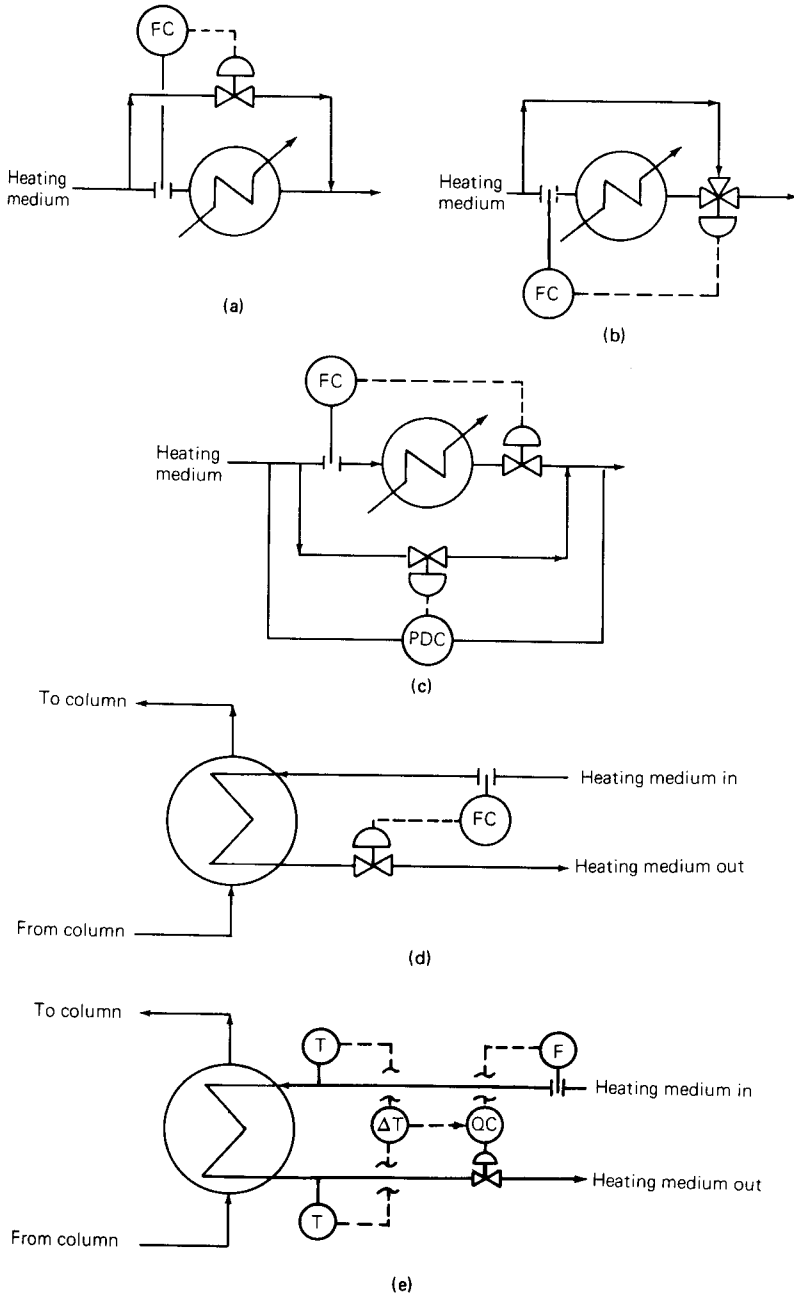 FC
Heating
medium
(a)
Heating
medium
FC
(b)
FC
Heating
medium
PDC
(c)
To column
Heating medium in
FC
Heating medium out
From column
(d)
To column
T
F
Heating medium in
ΔT
QC
Heating medium out
T
From column
(e)